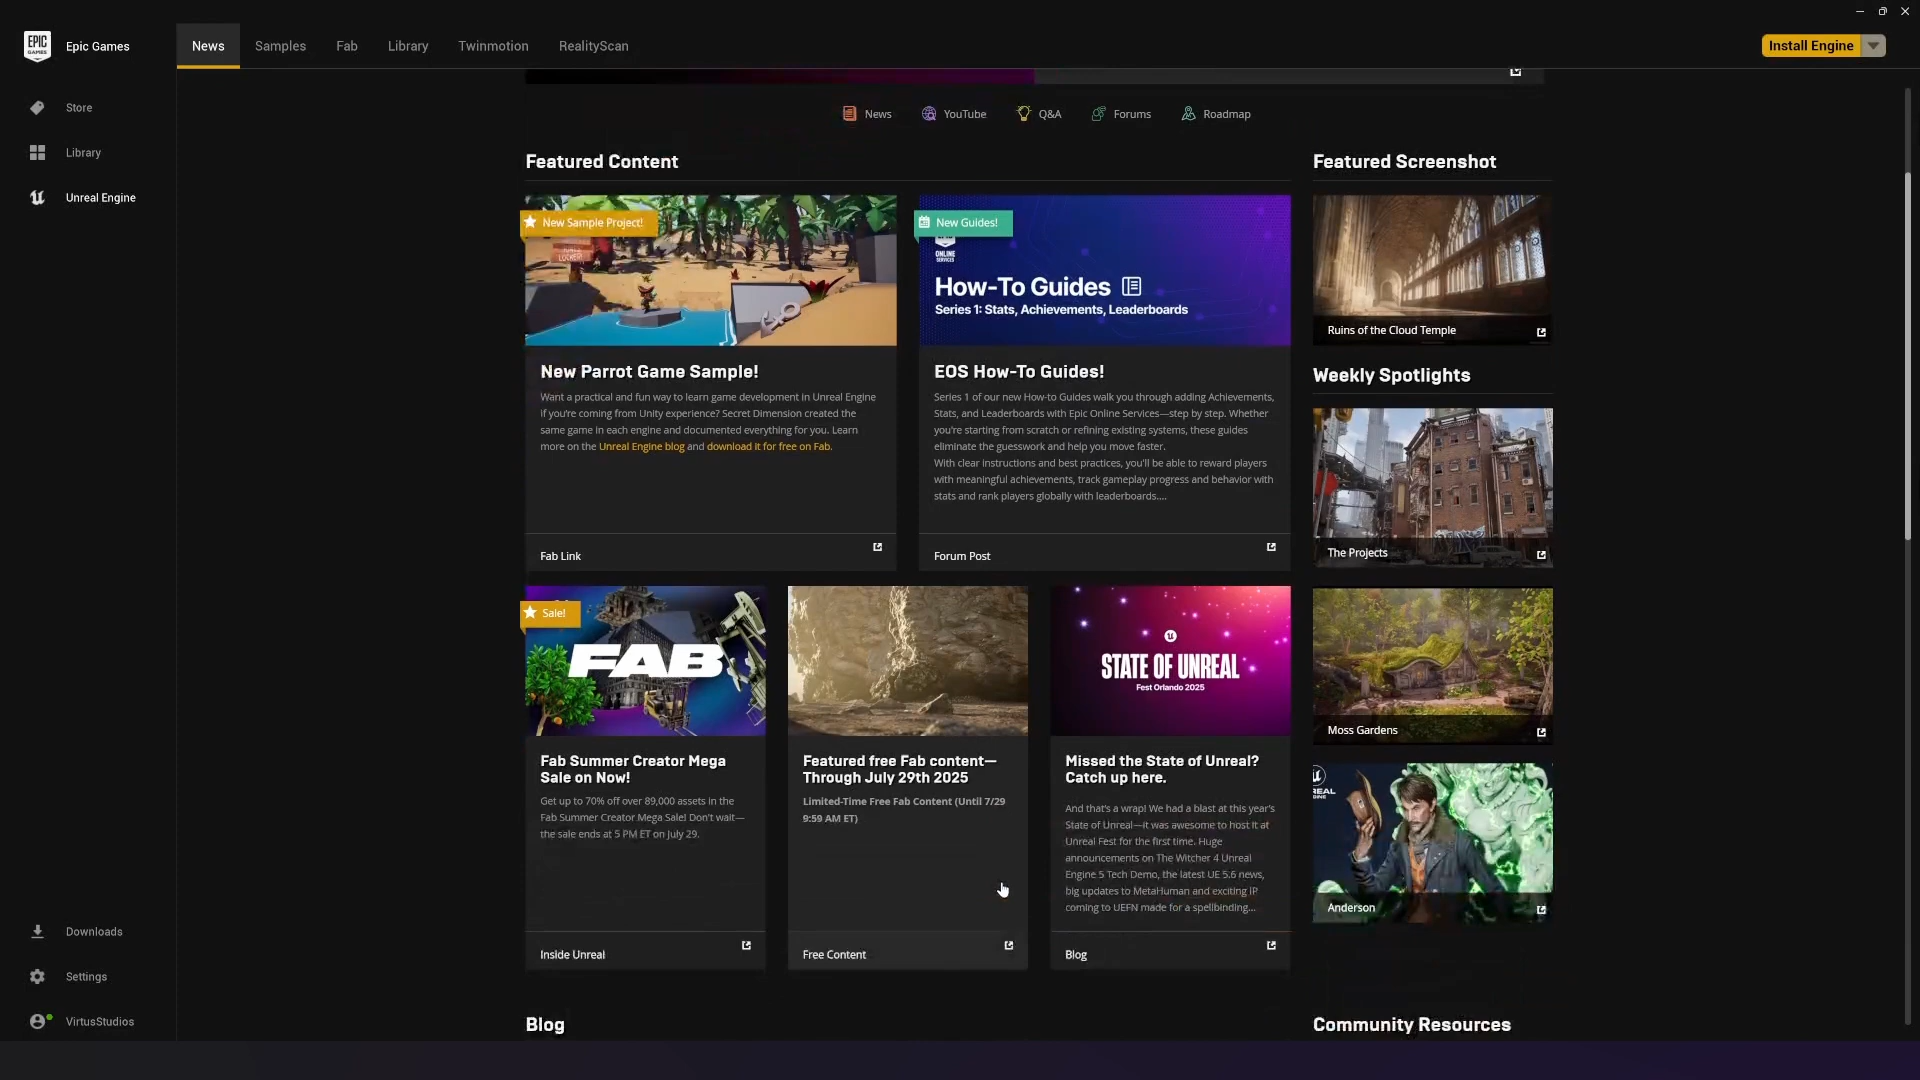 EPIC
GAMES
Epic Games
News
Samples
Fab
Library
Twinmotion
RealityScan
Install Engine
Store
Library
Unreal Engine
News
YouTube
Q&A
Forums
Roadmap
Featured Content
Featured Screenshot
New Sample Project!
LOCKER!
New Guides!
ONLINE
SERVICES
How-To Guides
Series 1: Stats, Achievements, Leaderboards
Ruins of the Cloud Temple
New Parrot Game Sample!
Want a practical and fun way to learn game development in Unreal Engine
if you're coming from Unity experience? Secret Dimension created the
same game in each engine and documented everything for you. Learn
more on the Unreal Engine blog and download it for free on Fab.
Fab Link
EOS How-To Guides!
Series 1 of our new How-to Guides walk you through adding Achievements,
Stats, and Leaderboards with Epic Online Services—step by step. Whether
you're starting from scratch or refining existing systems, these guides
eliminate the guesswork and help you move faster.
With clear instructions and best practices, you'll be able to reward players
with meaningful achievements, track gameplay progress and behavior with
stats and rank players globally with leaderboards....
Forum Post
Weekly Spotlights
The Projects
Moss Gardens
Anderson
Sale!
FAB
Fab Summer Creator Mega
Sale on Now!
Get up to 70% off over 89,000 assets in the
Fab Summer Creator Mega Sale! Don't wait—
the sale ends at 5 PM ET on July 29.
Inside Unreal
Featured free Fab content—
Through July 29th 2025
Limited-Time Free Fab Content (Until 7/29
9:59 AM ET)
Free Content
STATE OF UNREAL
Fest Orlando 2025
Missed the State of Unreal?
Catch up here.
And that's a wrap! We had a blast at this year's
State of Unreal—it was awesome to host it at
Unreal Fest for the first time. Huge
announcements on The Witcher 4 Unreal
Engine 5 Tech Demo, the latest UE 5.6 news,
big updates to MetaHuman and exciting IP
coming to UEFN made for a spellbinding...
Blog
Downloads
Settings
VirtusStudios
Blog
Community Resources